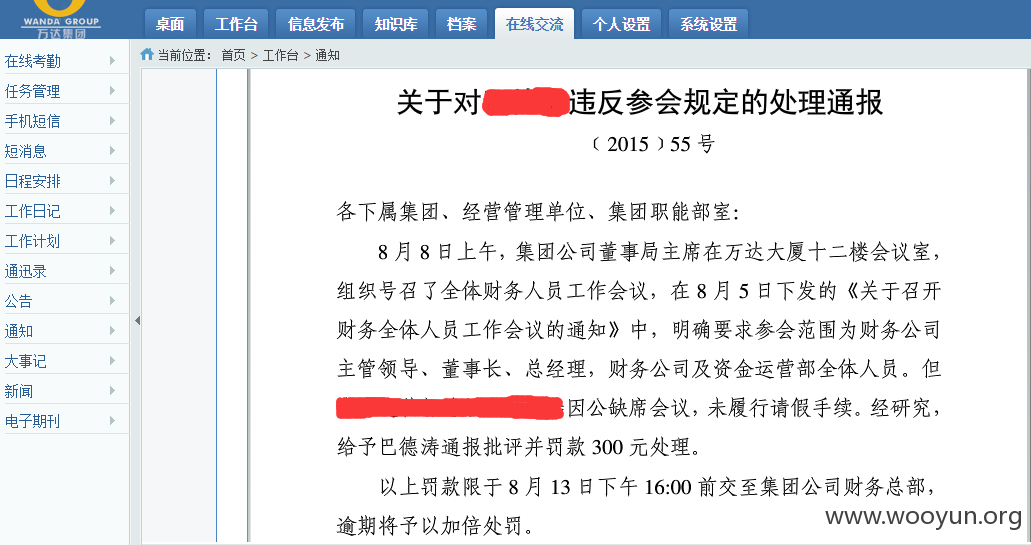 WANDA GROUP
万达集团
桌面 工作台 信息发布 知识库 档案 在线交流 个人设置 系统设置
当前位置： 首页 > 工作台 > 通知
在线考勤
任务管理
手机短信
短消息
日程安排
工作日记
工作计划
通迅录
公告
通知
大事记
新闻
电子期刊
关于对 违反参会规定的处理通报
﹝2015﹞55 号
各下属集团、经营管理单位、集团职能部室：
8 月 8 日上午，集团公司董事局主席在万达大厦十二楼会议室，
组织号召了全体财务人员工作会议，在 8 月 5 日下发的《关于召开
财务全体人员工作会议的通知》中，明确要求参会范围为财务公司
主管领导、董事长、总经理，财务公司及资金运营部全体人员。但
因公缺席会议，未履行请假手续。经研究，
给予巴德涛通报批评并罚款 300 元处理。
以上罚款限于 8 月 13 日下午 16:00 前交至集团公司财务总部，
逾期将予以加倍处罚。
www.wooyun.org